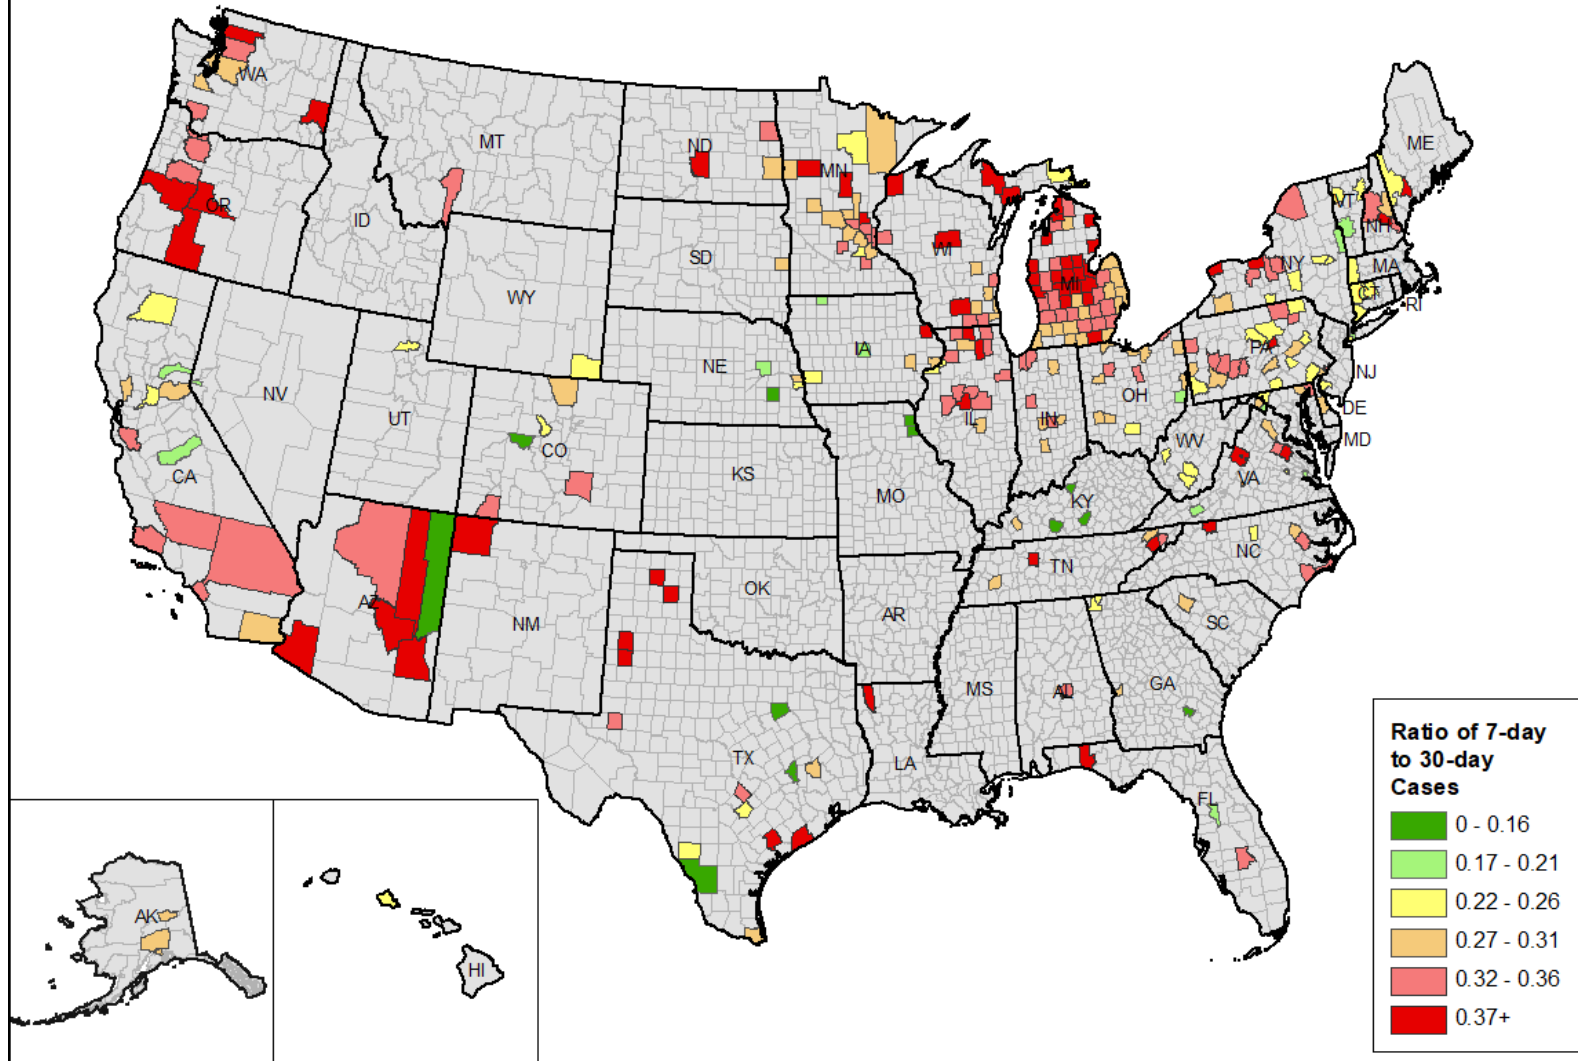 WA
MT
ND
MN
ME
OR
ID
VT
NH
WI
SD
NY
MA
MI
WY
CT
RI
IA
PA
NE
NJ
NV
UT
OH
CO
IL
IN
DE
WV
MD
CA
KS
VA
MO
KY
NC
TN
AZ
OK
AR
NM
SC
MS
AL
GA
TX
LA
FL
AK
HI
Ratio of 7-day
to 30-day
Cases
0 - 0.16
0.17 - 0.21
0.22 - 0.26
0.27 - 0.31
0.32 - 0.36
0.37+